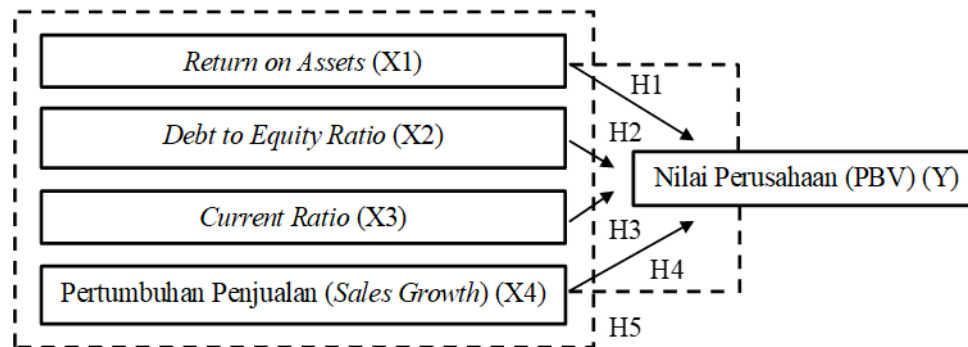 Return on Assets (X1)
H1
Debt to Equity Ratio (X2)
H2
Nilai Perusahaan (PBV) (Y)
Current Ratio (X3)
H3
H4
Pertumbuhan Penjualan (Sales Growth) (X4)
H5